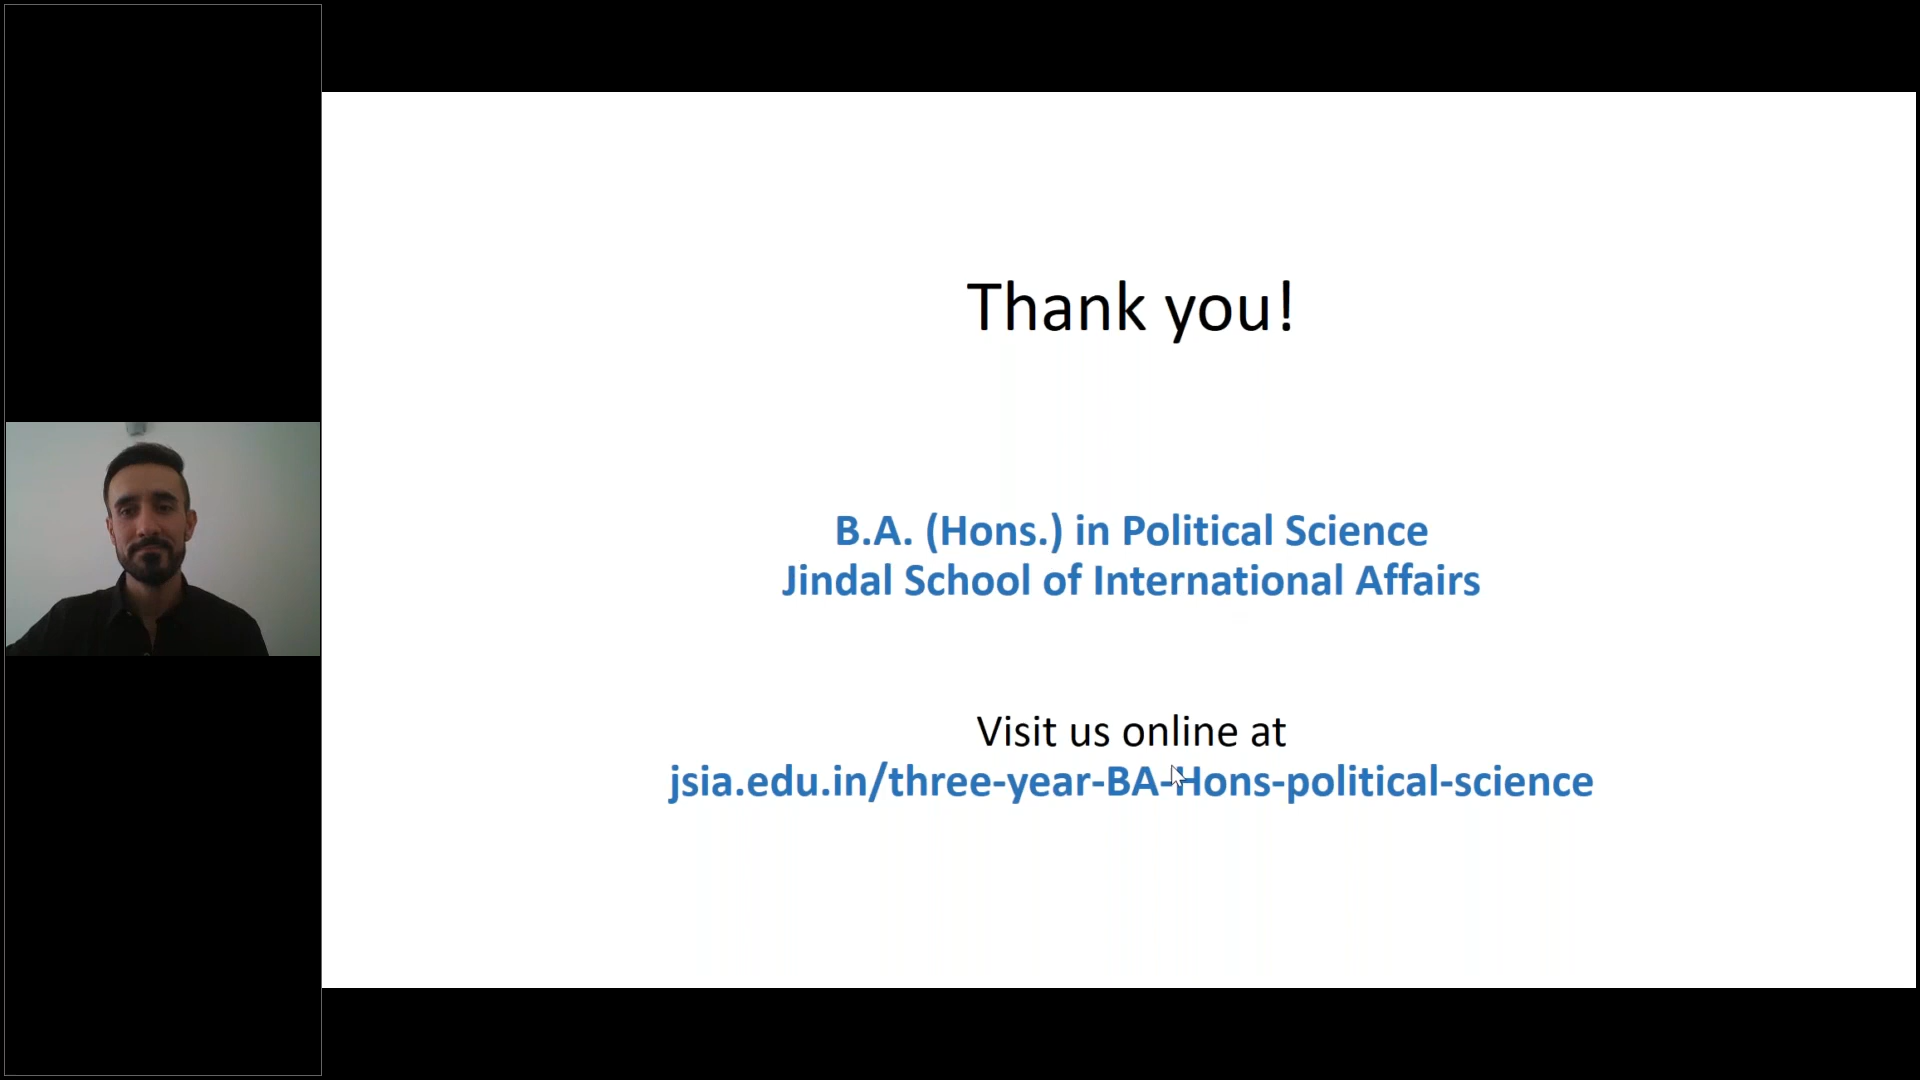 Thank you!
B.A. (Hons.) in Political Science
Jindal School of International Affairs
Visit us online at
jsia.edu.in/three-year-BA-Hons-political-science